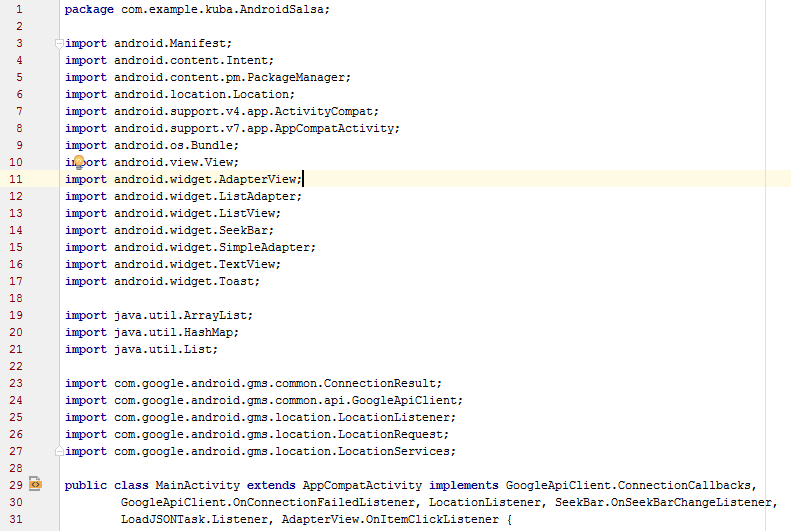 1 package com.example.kuba.AndroidSalsa;
2
3 import android.Manifest;
4 import android.content.Intent;
5 import android.content.pm.PackageManager;
6 import android.location.Location;
7 import android.support.v4.app.ActivityCompat;
8 import android.support.v7.app.AppCompatActivity;
9 import android.os.Bundle;
10 import android.view.View;
11 import android.widget.AdapterView;
12 import android.widget.ListAdapter;
13 import android.widget.ListView;
14 import android.widget.SeekBar;
15 import android.widget.SimpleAdapter;
16 import android.widget.TextView;
17 import android.widget.Toast;
18
19 import java.util.ArrayList;
20 import java.util.HashMap;
21 import java.util.List;
22
23 import com.google.android.gms.common.ConnectionResult;
24 import com.google.android.gms.common.api.GoogleApiClient;
25 import com.google.android.gms.location.LocationListener;
26 import com.google.android.gms.location.LocationRequest;
27 import com.google.android.gms.location.LocationServices;
28
29 public class MainActivity extends AppCompatActivity implements GoogleApiClient.ConnectionCallbacks,
30 GoogleApiClient.OnConnectionFailedListener, LocationListener, SeekBar.OnSeekBarChangeListener,
31 LoadJSONTask.Listener, AdapterView.OnItemClickListener {